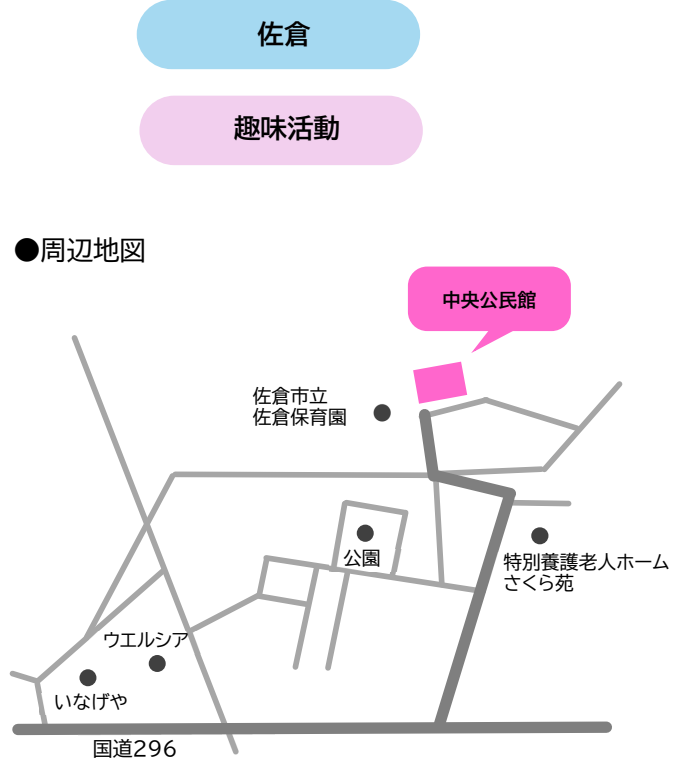 佐倉
趣味活動
●周辺地図
中央公民館
佐倉市立
佐倉保育園
公園
特別養護老人ホーム
さくら苑
ウエルシア
いなげや
国道296